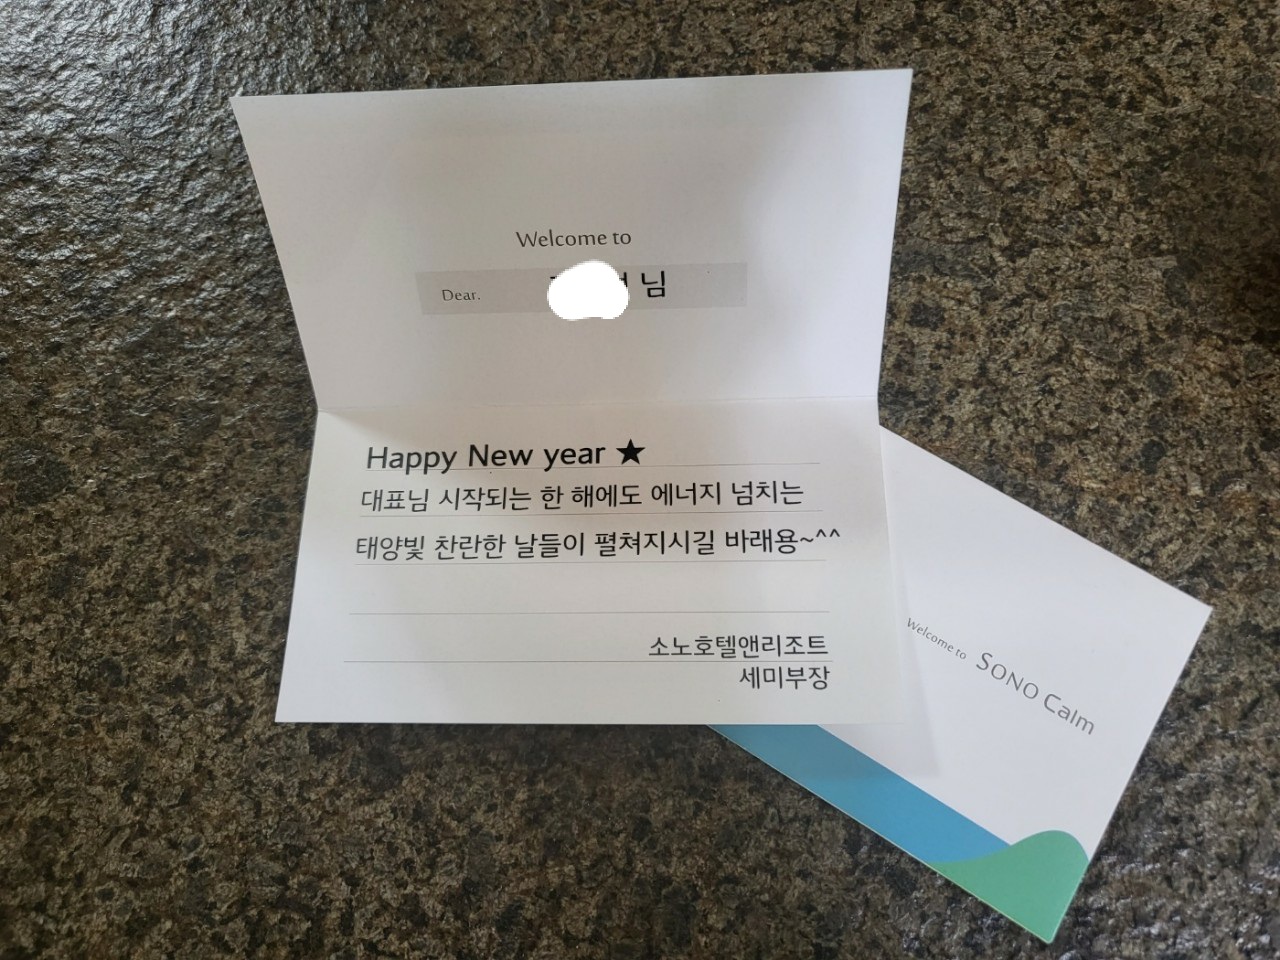 Welcome to
Dear. 님
Happy New year ★
대표님 시작되는 한 해에도 에너지 넘치는
태양빛 찬란한 날들이 펼쳐지시길 바래용~^^
소노호텔앤리조트
세미부장
Welcome to SONO Calm